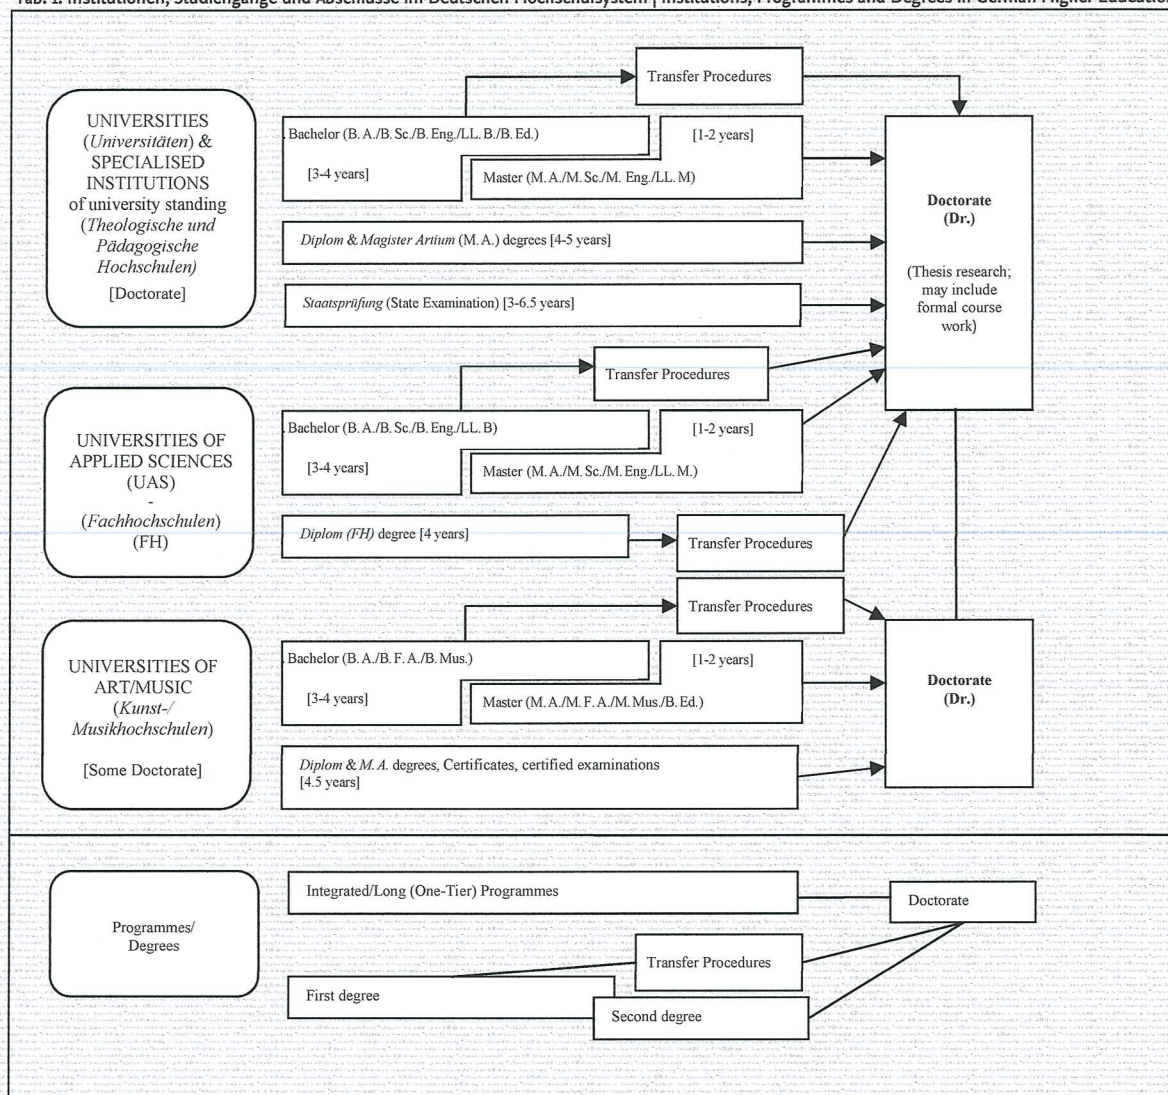 Tab. 1: Institutionen, Studiengänge und Abschlüsse im Deutschen Hochschulsystem | Institutions, Programmes and Degrees in German Higher Education
Transfer Procedures
UNIVERSITIES
(Universitäten) &
SPECIALISED
INSTITUTIONS
of university standing
(Theologische und
Pädagogische
Hochschulen)
[Doctorate]
Bachelor (B. A./B. Sc./B. Eng./LL. B./B. Ed.)
[3-4 years]
[1-2 years]
Master (M. A./M. Sc./M. Eng./LL. M)
Diplom & Magister Artium (M. A.) degrees [4-5 years]
Staatsprüfung (State Examination) [3-6.5 years]
Doctorate
(Dr.)
(Thesis research;
may include
formal course
work)
Transfer Procedures
UNIVERSITIES OF
APPLIED SCIENCES
(UAS)
-
(Fachhochschulen)
(FH)
Bachelor (B. A./B. Sc./B. Eng./LL. B)
[3-4 years]
[1-2 years]
Master (M. A./M. Sc./M. Eng./LL. M.)
Diplom (FH) degree [4 years]
Transfer Procedures
Transfer Procedures
UNIVERSITIES OF
ART/MUSIC
(Kunst-/
Musikhochschulen)
[Some Doctorate]
Bachelor (B. A./B. F. A./B. Mus.)
[3-4 years]
[1-2 years]
Master (M. A./M. F. A./M. Mus./B. Ed.)
Diplom & M. A. degrees, Certificates, certified examinations
[4.5 years]
Doctorate
(Dr.)
Programmes/
Degrees
Integrated/Long (One-Tier) Programmes
Doctorate
Transfer Procedures
First degree
Second degree